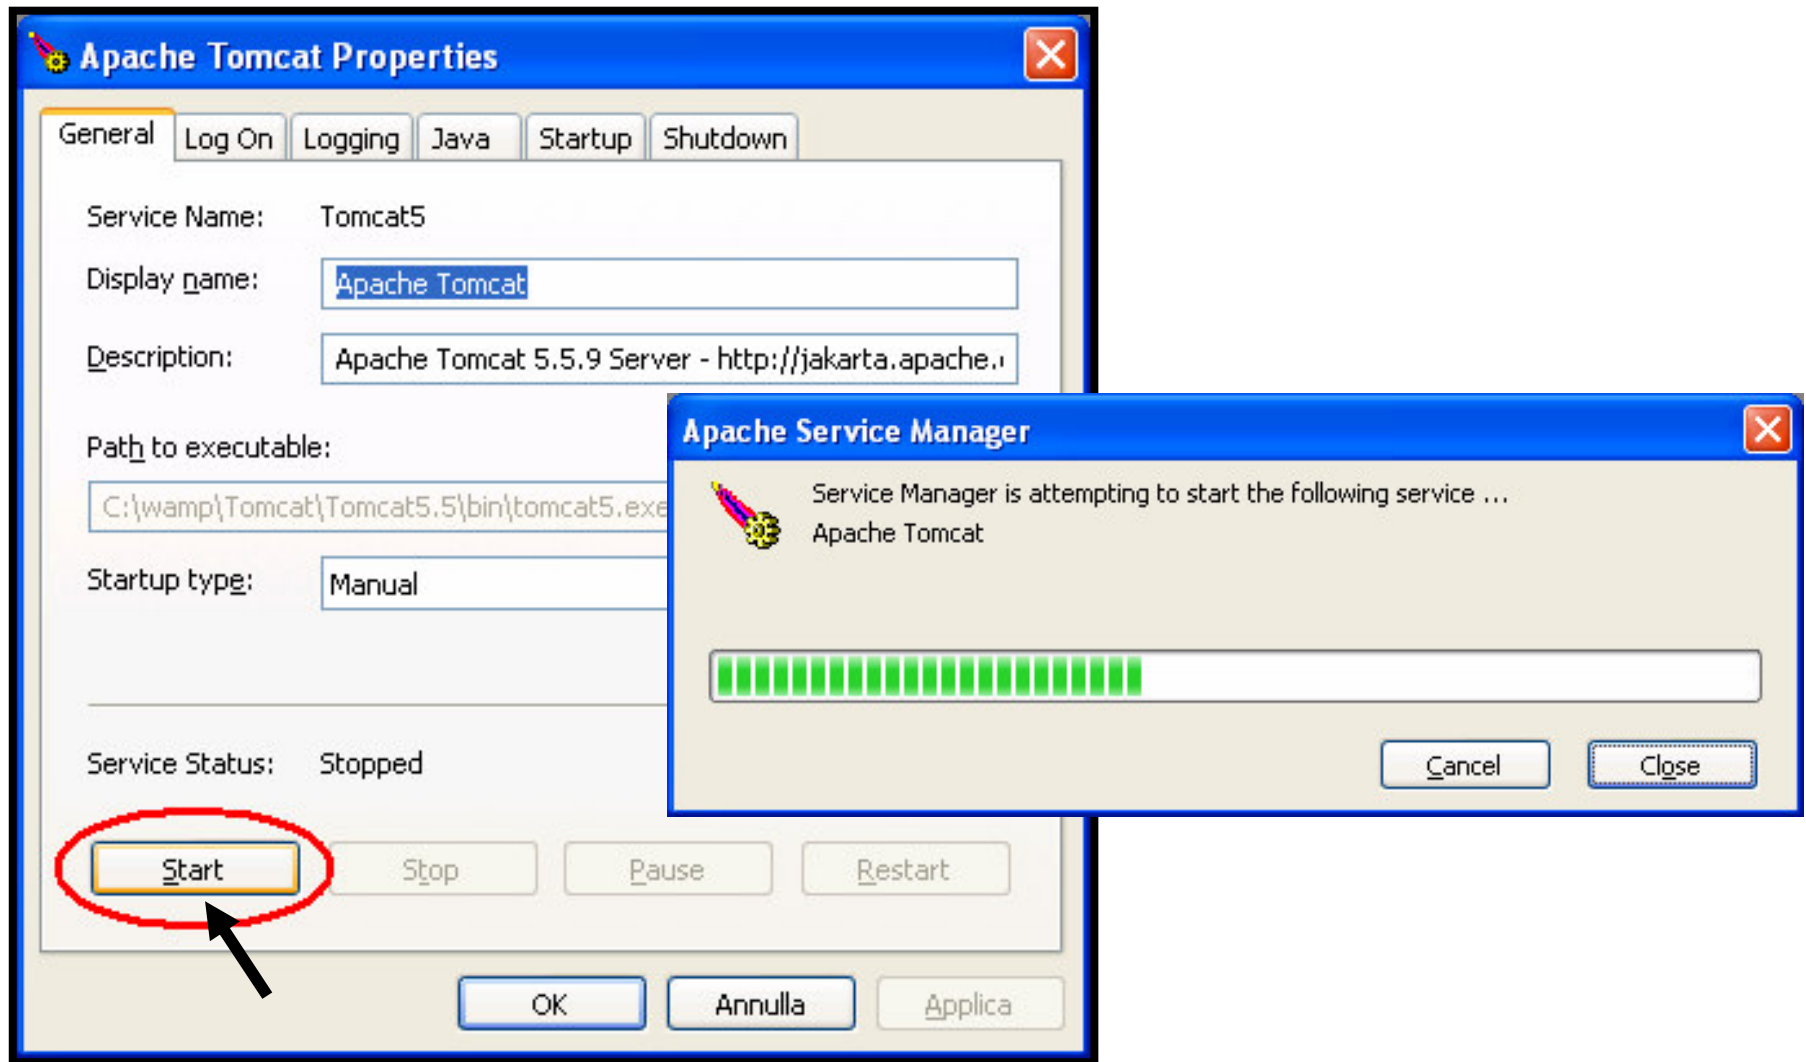 Apache Tomcat Properties
General Log On Logging Java Startup Shutdown
Service Name: Tomcat5
Display name: Apache Tomcat
Description: Apache Tomcat 5.5.9 Server - http://jakarta.apache.
Path to executable:
C:\wamp\Tomcat\Tomcat5.5\bin\tomcat5.exe
Startup type: Manual
Service Status: Stopped
Start Stop Pause Restart
OK Annulla Applica
Apache Service Manager
Service Manager is attempting to start the following service ...
Apache Tomcat
Cancel Close